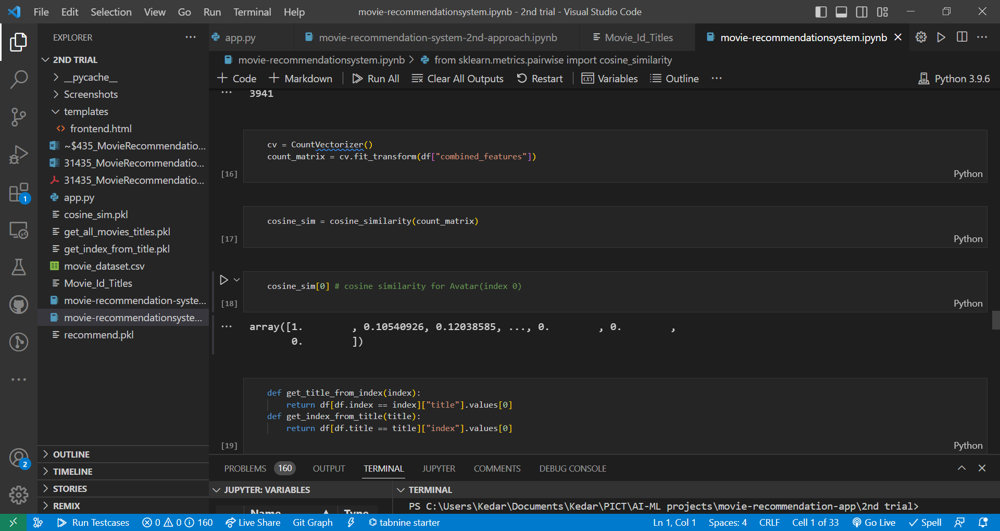 File Edit Selection View Go Run Terminal Help movie-recommendationsystem.ipynb - 2nd trial - Visual Studio Code
EXPLORER
app.py
movie-recommendation-system-2nd-approach.ipynb
Movie_Id_Titles
movie-recommendationsystem.ipynb
movie-recommendationsystem.ipynb > from sklearn.metrics.pairwise import cosine_similarity
Code Markdown Run All Clear All Outputs Restart Variables Outline ... Python 3.9.6
2ND TRIAL
__pycache__
Screenshots
templates
frontend.html
~$435_MovieRecommendatio...
31435_MovieRecommendatio...
31435_MovieRecommendatio...
app.py
cosine_sim.pkl
get_all_movies_titles.pkl
get_index_from_title.pkl
movie_dataset.csv
Movie_Id_Titles
movie-recommendation-syste...
movie-recommendationsyste...
recommend.pkl
OUTLINE
TIMELINE
STORIES
REMIX
1
2
... 3941
cv = CountVectorizer()
count_matrix = cv.fit_transform(df["combined_features"])
[16] Python
cosine_sim = cosine_similarity(count_matrix)
[17] Python
cosine_sim[0] # cosine similarity for Avatar(index 0)
[18] Python
... array([1.        , 0.10540926, 0.12038585, ..., 0.        , 0.        ,
0.        ])
def get_title_from_index(index):
return df[df.index == index]["title"].values[0]
def get_index_from_title(title):
return df[df.title == title]["index"].values[0]
[19] Python
PROBLEMS 160 OUTPUT TERMINAL JUPYTER COMMENTS DEBUG CONSOLE
JUPYTER: VARIABLES TERMINAL
Name Type
PS C:\Users\Kedar\Documents\Kedar\PICT\AI-ML projects\movie-recommendation-app\2nd trial>
Run Testcases 0 0 160 Live Share Git Graph tabnine starter Ln 1, Col 1 Spaces: 4 CRLF Cell 1 of 33 Go Live Spell